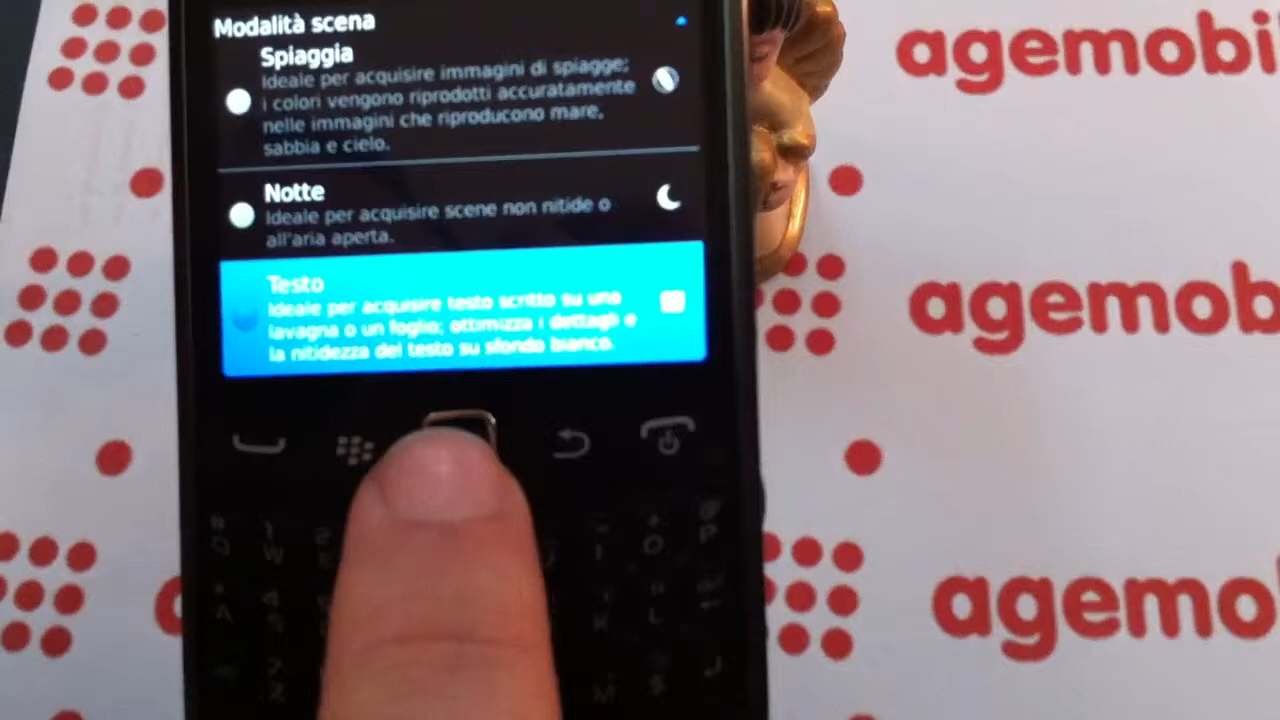 Modalità scena
Spiaggia
Ideale per acquisire immagini di spiagge;
i colori vengono riprodotti accuratamente
nelle immagini che riproducono mare,
sabbia e cielo.
Notte
Ideale per acquisire scene non nitide o
all'aria aperta.
Testo
Ideale per acquisire testo scritto su una
lavagna o un foglio; ottimizza i dettagli e
la nitidezza del testo su sfondo bianco.
agemobi
agemobi
agemo
Q
W
O
P
A
L
K
Z
M
$